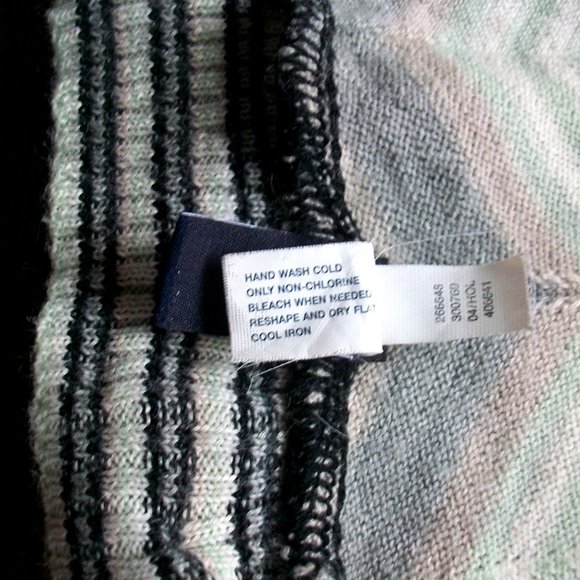 HAND WASH COLD
ONLY NON-CHLORINE
BLEACH WHEN NEEDED
RESHAPE AND DRY FLAT
COOL IRON
266648
300760
04/HOL
405641